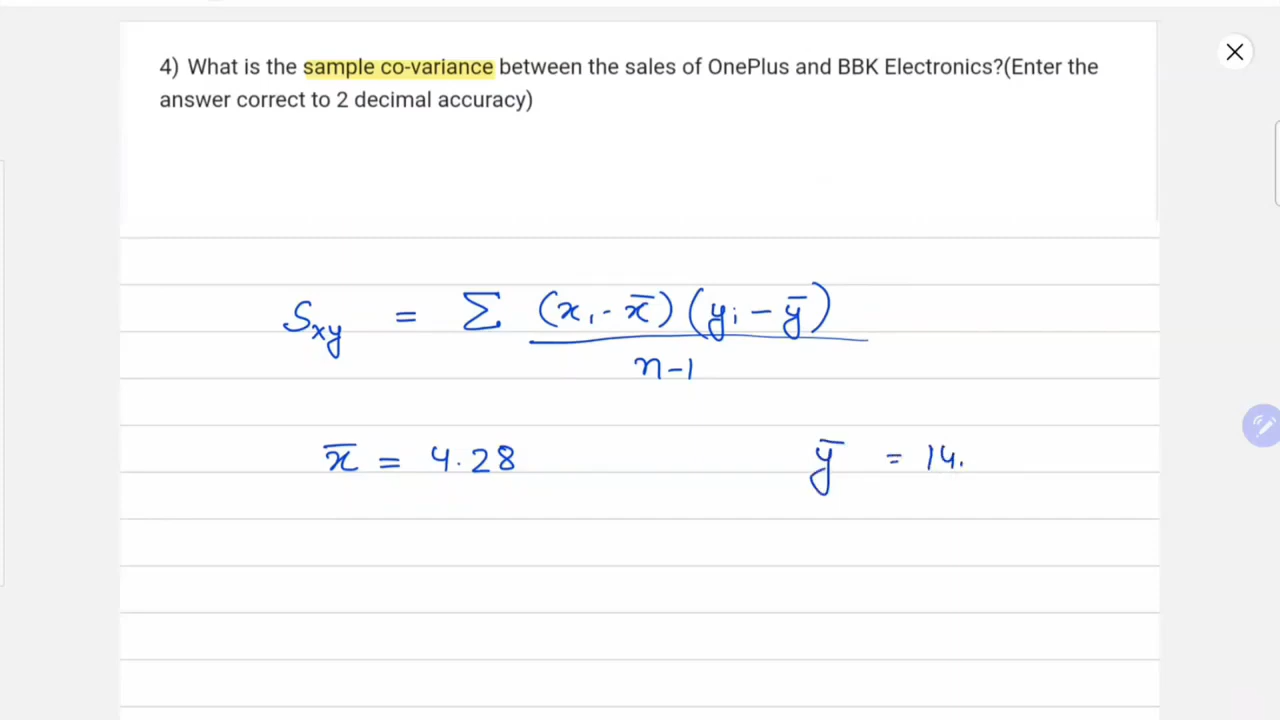 4) What is the sample co-variance between the sales of OnePlus and BBK Electronics?(Enter the
answer correct to 2 decimal accuracy)
Sxy = Σ (xi - x̄)(yi - ȳ)
n-1
x̄ = 4.28 ȳ = 14.